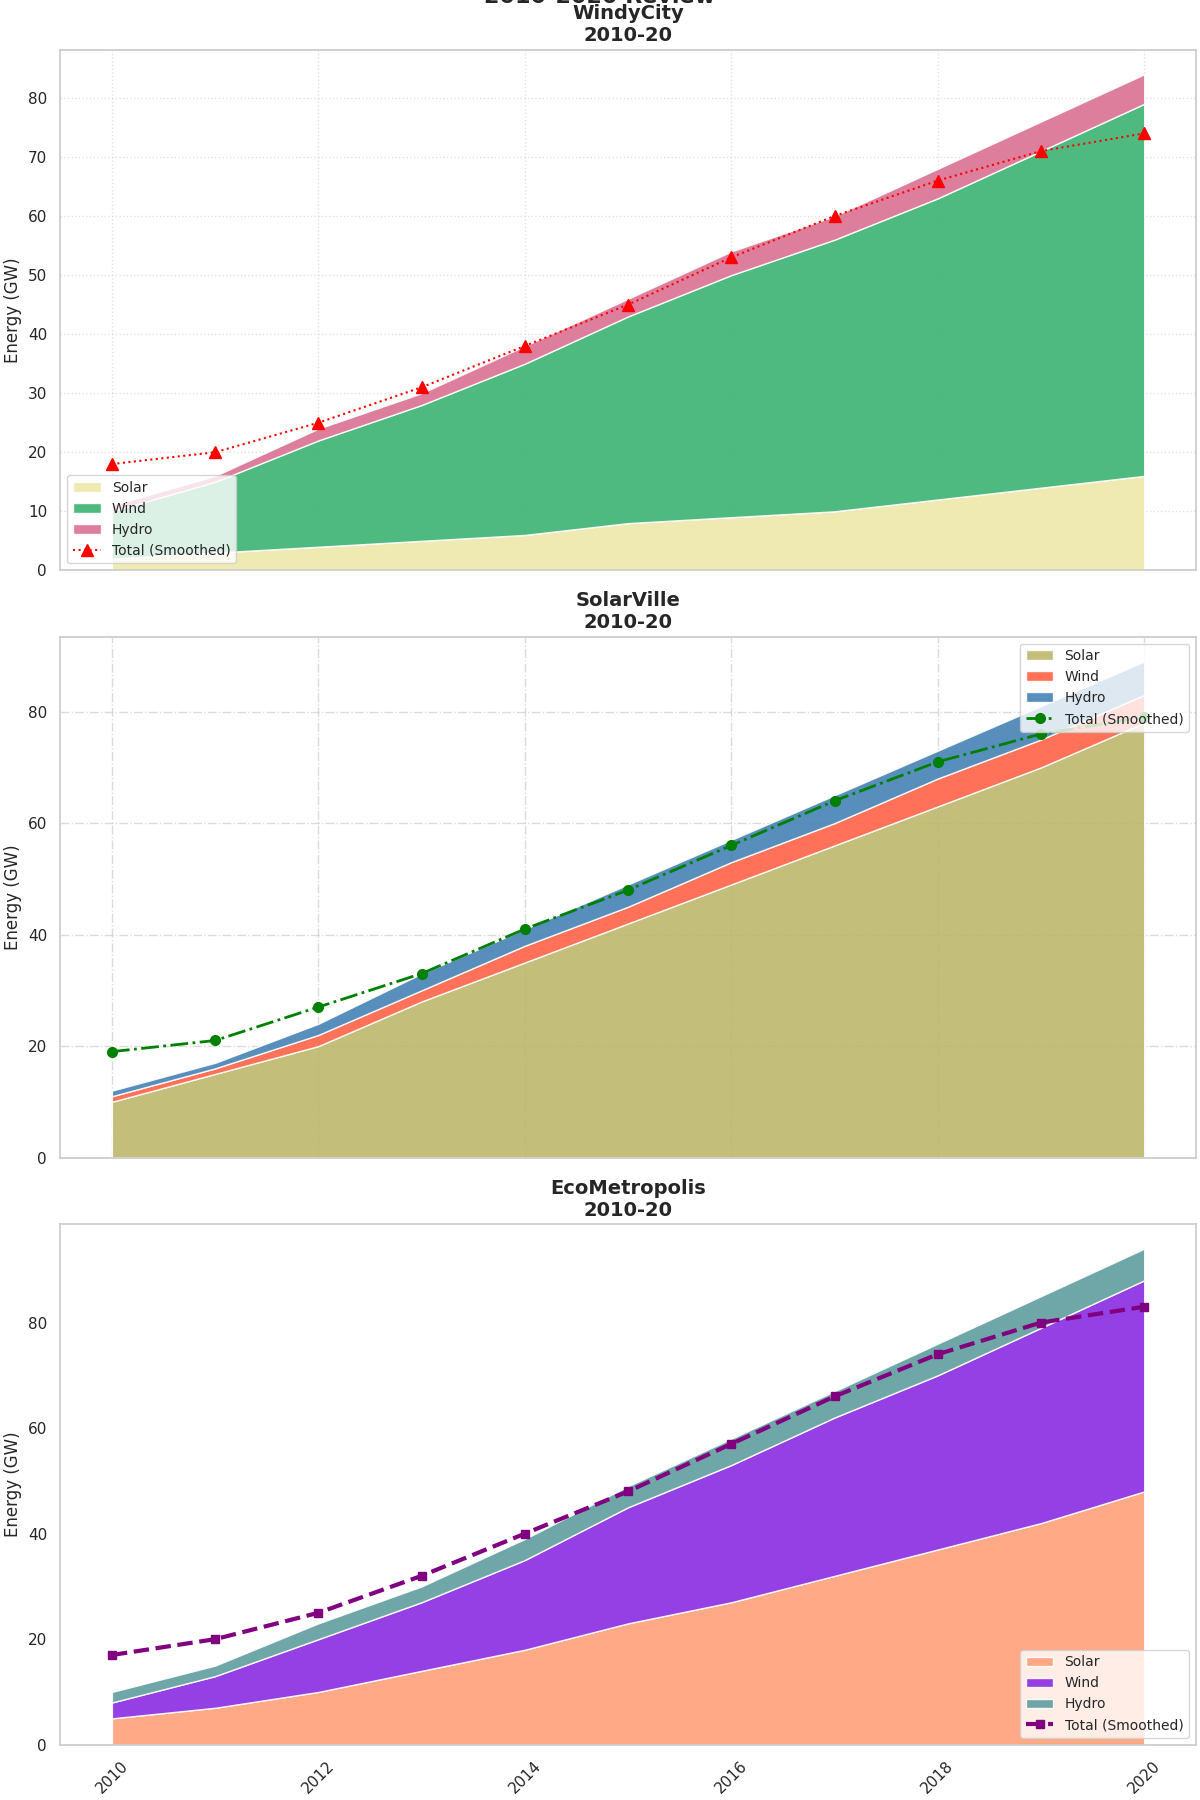 WindyCity
2010-20
Energy (GW)
80
70
60
50
40
30
20
10
0
Solar
Wind
Hydro
Total (Smoothed)
SolarVille
2010-20
Energy (GW)
80
60
40
20
0
Solar
Wind
Hydro
Total (Smoothed)
EcoMetropolis
2010-20
Energy (GW)
80
60
40
20
0
Solar
Wind
Hydro
Total (Smoothed)
2010
2012
2014
2016
2018
2020